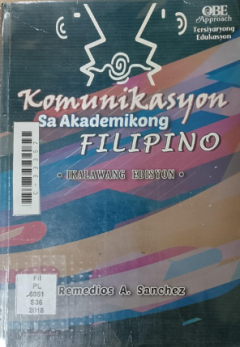 OBE
Approach
Tersiyaryong
Edukasyon
Komunikasyon
Sa Akademikong
FILIPINO
• IKALAWANG EDISYON •
Remedios A. Sanchez
Fil
PL
6051
S36
2018